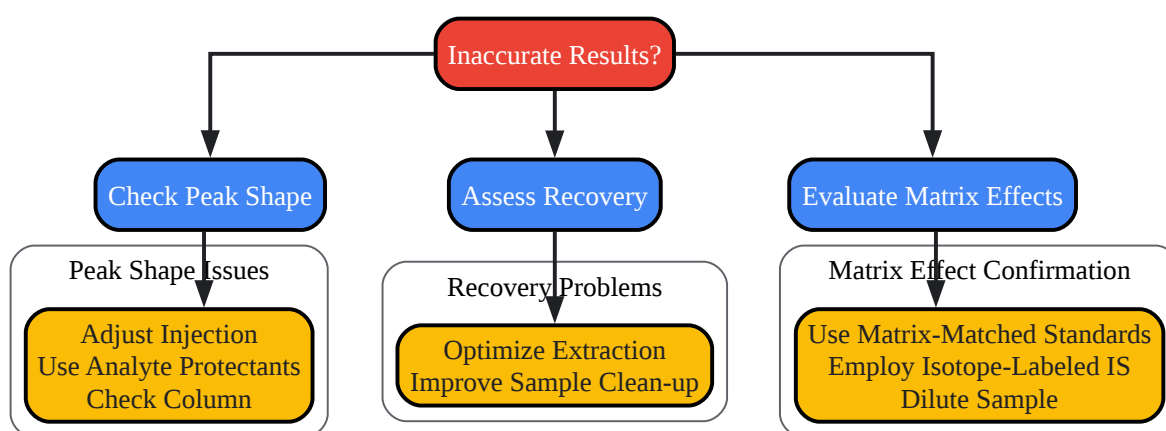 Inaccurate Results?
Check Peak Shape
Assess Recovery
Evaluate Matrix Effects
Peak Shape Issues
Adjust Injection
Use Analyte Protectants
Check Column
Recovery Problems
Optimize Extraction
Improve Sample Clean-up
Matrix Effect Confirmation
Use Matrix-Matched Standards
Employ Isotope-Labeled IS
Dilute Sample